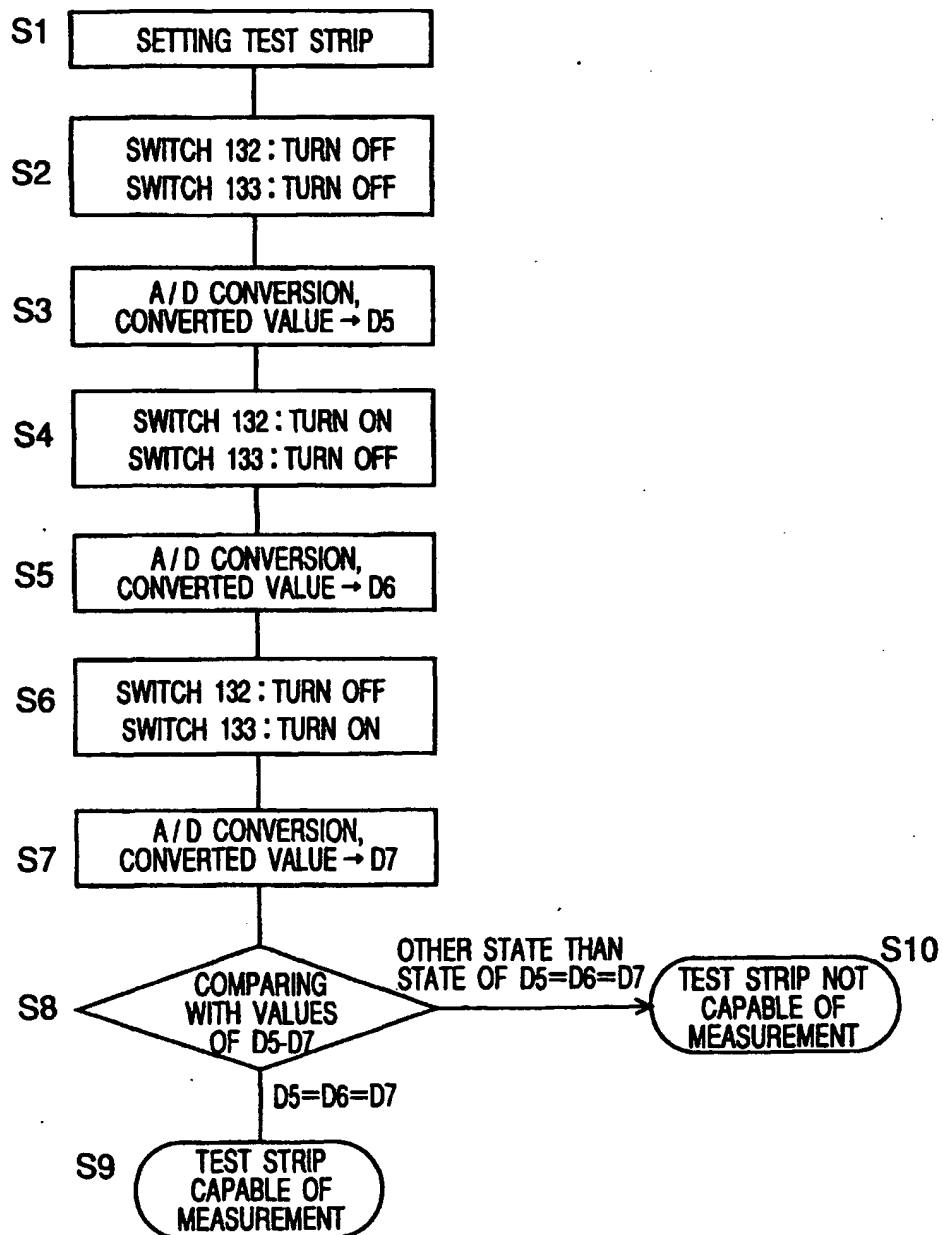 S1
SETTING TEST STRIP
S2
SWITCH 132 : TURN OFF
SWITCH 133 : TURN OFF
S3
A/D CONVERSION,
CONVERTED VALUE → D5
S4
SWITCH 132 : TURN ON
SWITCH 133 : TURN OFF
S5
A/D CONVERSION,
CONVERTED VALUE → D6
S6
SWITCH 132 : TURN OFF
SWITCH 133 : TURN ON
S7
A/D CONVERSION,
CONVERTED VALUE → D7
S8
COMPARING
WITH VALUES
OF D5-D7
OTHER STATE THAN
STATE OF D5=D6=D7
S10
TEST STRIP NOT
CAPABLE OF
MEASUREMENT
D5=D6=D7
S9
TEST STRIP
CAPABLE OF
MEASUREMENT